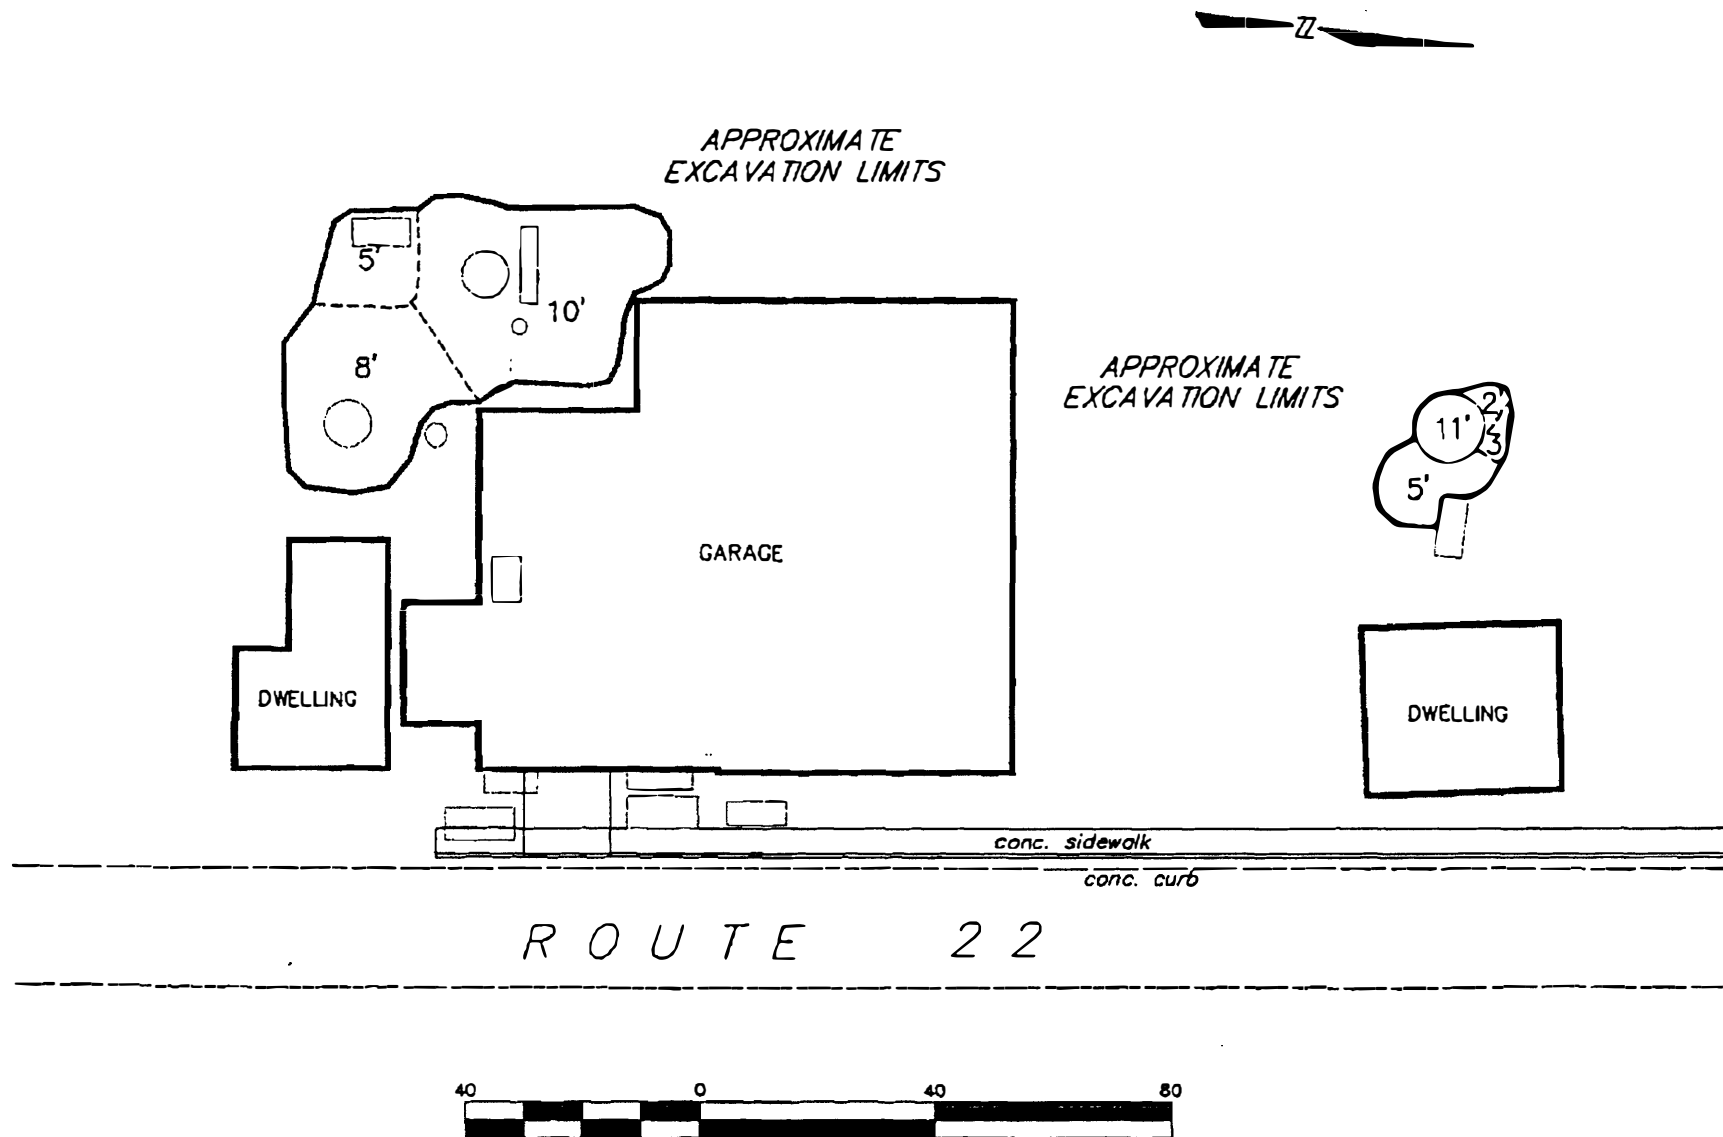 N
APPROXIMATE
EXCAVATION LIMITS
5'
10'
8'
APPROXIMATE
EXCAVATION LIMITS
2'
11'
3'
5'
GARAGE
DWELLING
DWELLING
conc. sidewalk
conc. curb
ROUTE 22
40 0 40 80